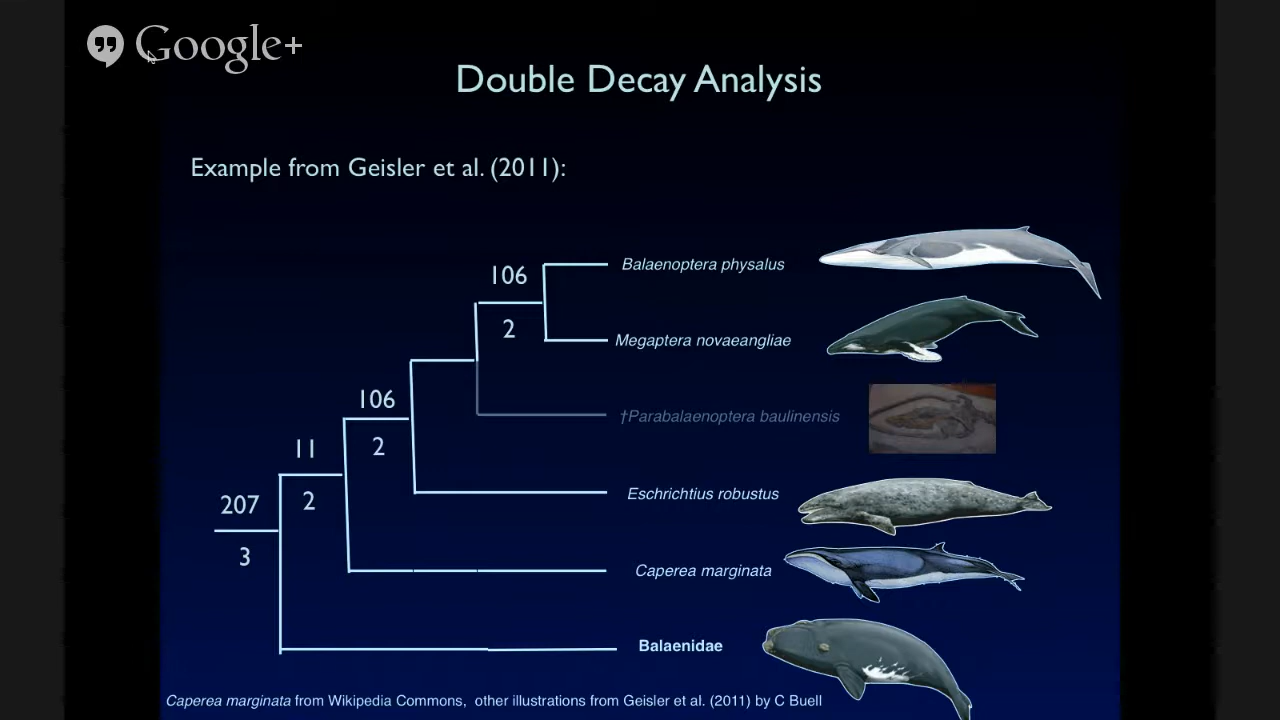 Google+
Double Decay Analysis
Example from Geisler et al. (2011):
106
2
Balaenoptera physalus
Megaptera novaeangliae
106
2
†Parabalaenoptera baulinensis
11
2
Eschrichtius robustus
207
3
Caperea marginata
Balaenidae
Caperea marginata from Wikipedia Commons, other illustrations from Geisler et al. (2011) by C Buell